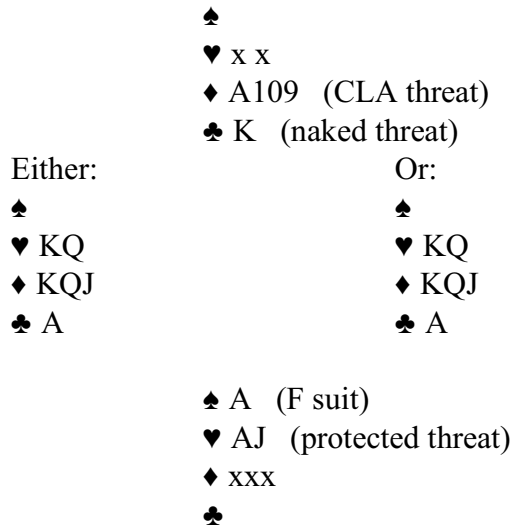 ♠
♥ x x
♦ A109 (CLA threat)
♣ K (naked threat)
Either: Or:
♠ ♠
♥ KQ ♥ KQ
♦ KQJ ♦ KQJ
♣ A ♣ A
♠ A (F suit)
♥ AJ (protected threat)
♦ xxx
♣